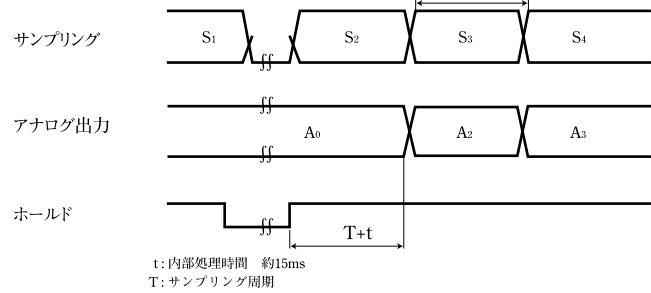 サンプリング S1 S2 S3 S4
アナログ出力 A0 A2 A3
ホールド
T+t
t : 内部処理時間　約15ms
T : サンプリング周期